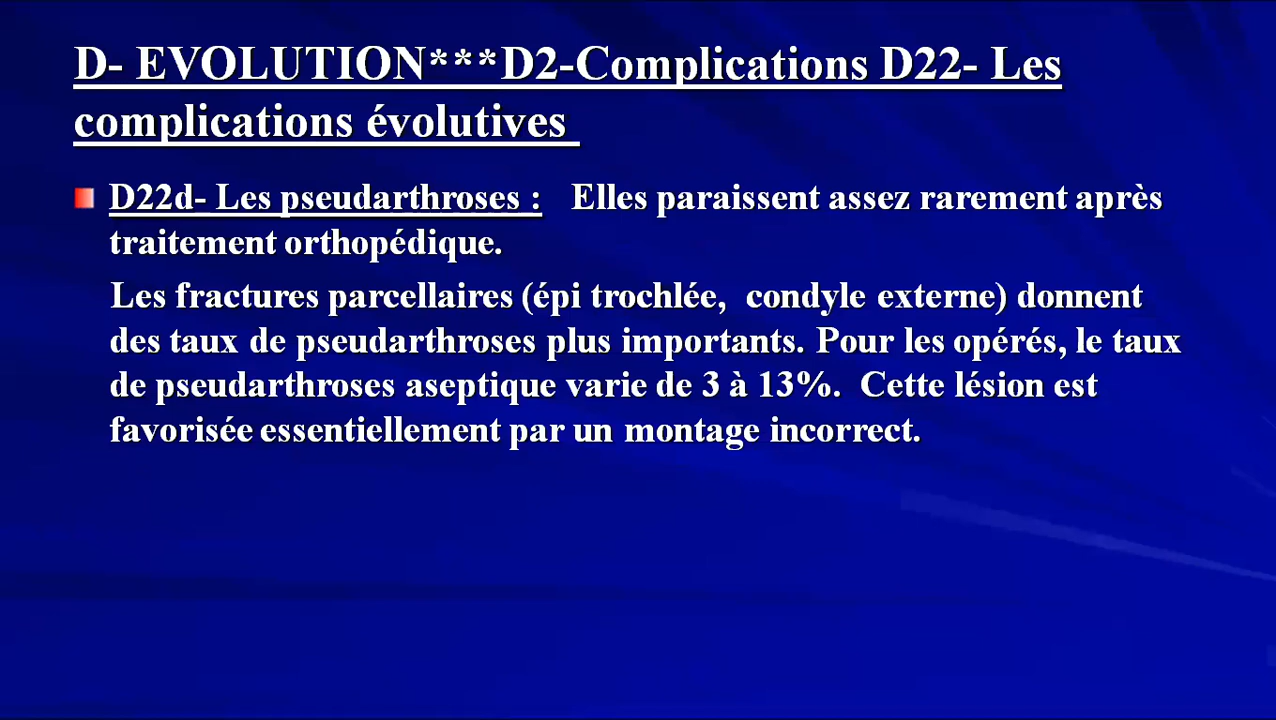 D- EVOLUTION***D2-Complications D22- Les
complications évolutives
D22d- Les pseudarthroses : Elles paraissent assez rarement après
traitement orthopédique.
Les fractures parcellaires (épi trochlée, condyle externe) donnent
des taux de pseudarthroses plus importants. Pour les opérés, le taux
de pseudarthroses aseptique varie de 3 à 13%. Cette lésion est
favorisée essentiellement par un montage incorrect.